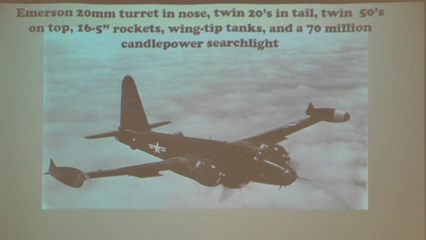 Emerson 20mm turret in nose, twin 20's in tail, twin 50's
on top, 16-5" rockets, wing-tip tanks, and a 70 million
candlepower searchlight